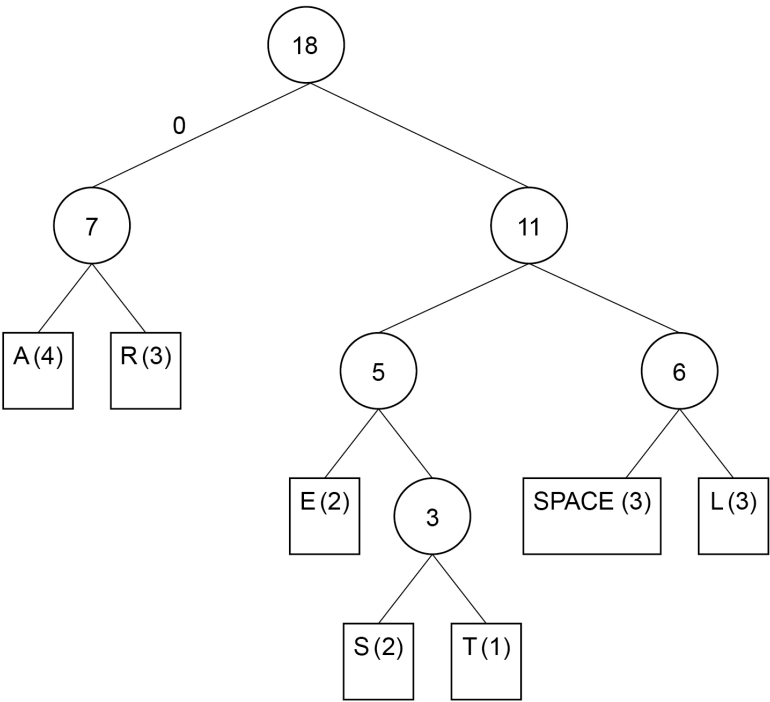 18
0
7
11
A (4)
R (3)
5
6
E (2)
3
SPACE (3)
L (3)
S (2)
T (1)